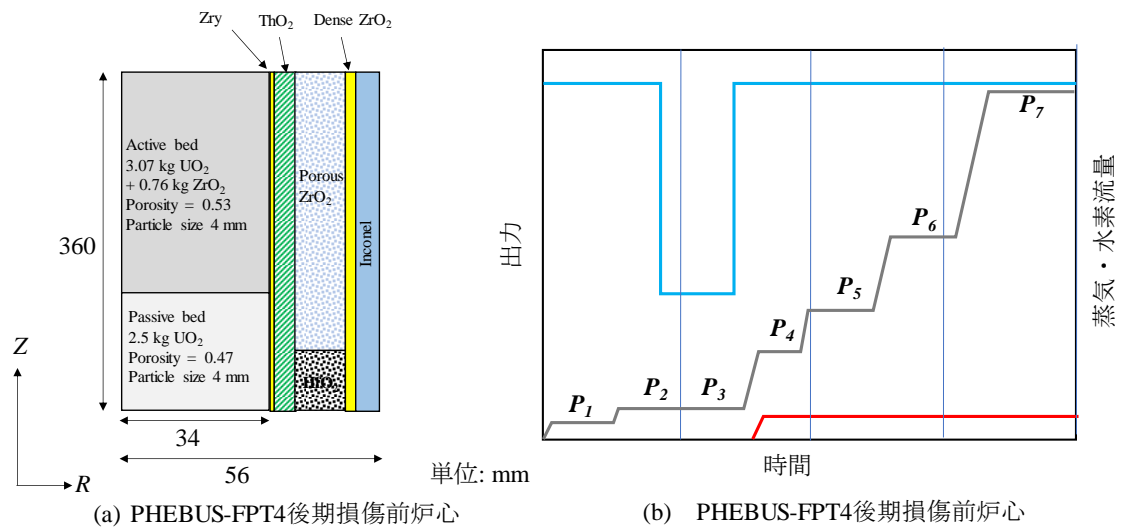 Zry
ThO2
Dense ZrO2
360
Active bed
3.07 kg UO2
+ 0.76 kg ZrO2
Porosity = 0.53
Particle size 4 mm
Porous
ZrO2
Inconel
Passive bed
2.5 kg UO2
Porosity = 0.47
Particle size 4 mm
Z
R
34
56
単位: mm
(a) PHEBUS-FPT4後期損傷前炉心
出力
P1
P2
P3
P4
P5
P6
P7
蒸気・水素流量
時間
(b) PHEBUS-FPT4後期損傷前炉心